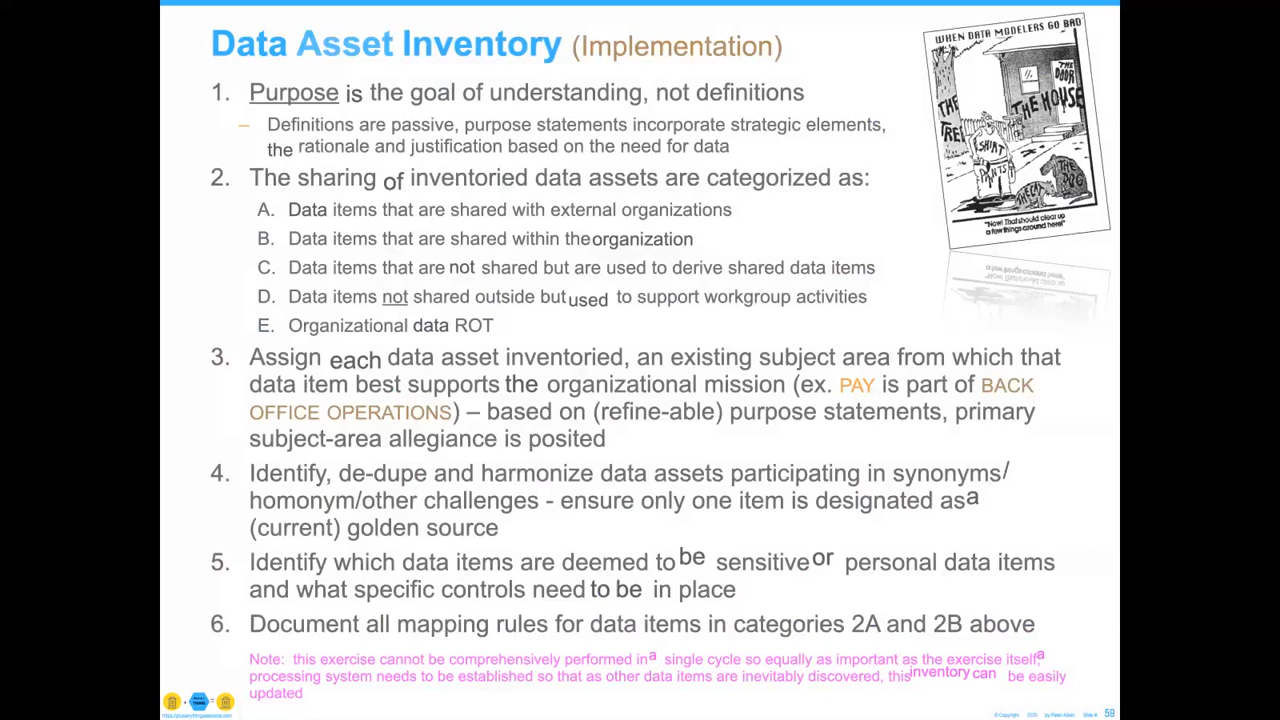 Data Asset Inventory (Implementation)
1. Purpose is the goal of understanding, not definitions
– Definitions are passive, purpose statements incorporate strategic elements,
the rationale and justification based on the need for data
2. The sharing of inventoried data assets are categorized as:
A. Data items that are shared with external organizations
B. Data items that are shared within the organization
C. Data items that are not shared but are used to derive shared data items
D. Data items not shared outside but used to support workgroup activities
E. Organizational data ROT
3. Assign each data asset inventoried, an existing subject area from which that
data item best supports the organizational mission (ex. PAY is part of BACK
OFFICE OPERATIONS) – based on (refine-able) purpose statements, primary
subject-area allegiance is posited
4. Identify, de-dupe and harmonize data assets participating in synonyms/
homonym/other challenges - ensure only one item is designated as a
(current) golden source
5. Identify which data items are deemed to be sensitive or personal data items
and what specific controls need to be in place
6. Document all mapping rules for data items in categories 2A and 2B above
Note: this exercise cannot be comprehensively performed in a single cycle so equally as important as the exercise itself, a
processing system needs to be established so that as other data items are inevitably discovered, this inventory can be easily
updated
WHEN DATA MODELERS GO BAD
THE DOOR
THE HOUSE
THE TREE
SHIRT
PANTS
THE CAT
THE DOG
"Now! That should clear up
a few things around here!"
© Copyright 2020 by Peter Aiken Slide # 59